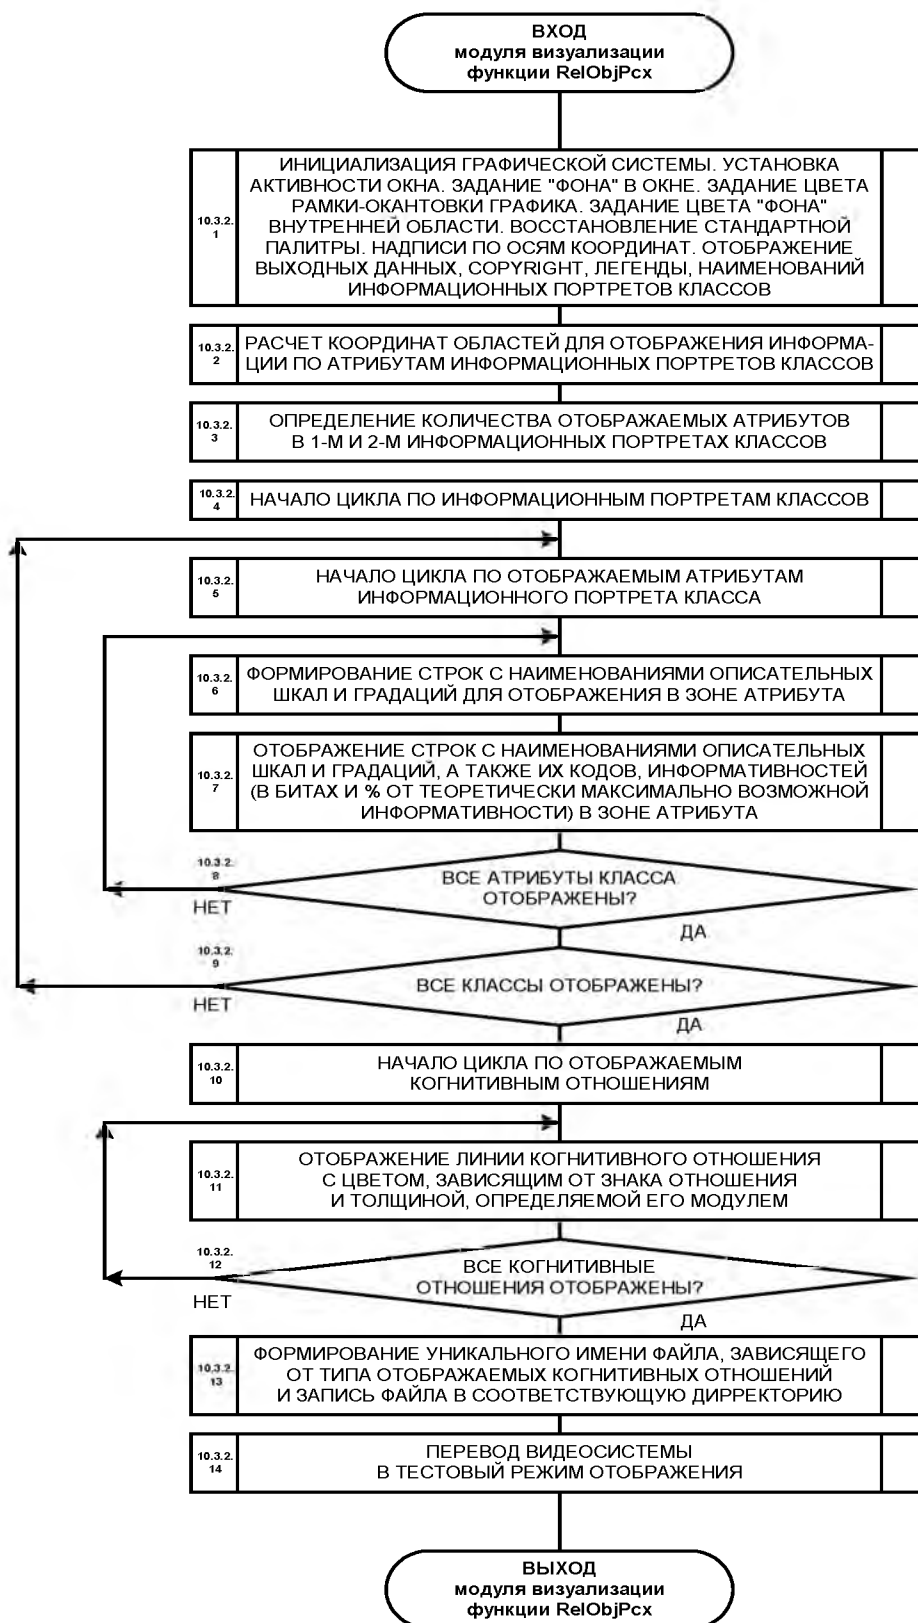 ВХОД
модуля визуализации
функции RelObjPcx
10.3.2.
1
ИНИЦИАЛИЗАЦИЯ ГРАФИЧЕСКОЙ СИСТЕМЫ. УСТАНОВКА
АКТИВНОСТИ ОКНА. ЗАДАНИЕ "ФОНА" В ОКНЕ. ЗАДАНИЕ ЦВЕТА
РАМКИ-ОКАНТОВКИ ГРАФИКА. ЗАДАНИЕ ЦВЕТА "ФОНА"
ВНУТРЕННЕЙ ОБЛАСТИ. ВОССТАНОВЛЕНИЕ СТАНДАРТНОЙ
ПАЛИТРЫ. НАДПИСИ ПО ОСЯМ КООРДИНАТ. ОТОБРАЖЕНИЕ
ВЫХОДНЫХ ДАННЫХ, COPYRIGHT, ЛЕГЕНДЫ, НАИМЕНОВАНИЙ
ИНФОРМАЦИОННЫХ ПОРТРЕТОВ КЛАССОВ
10.3.2.
2
РАСЧЕТ КООРДИНАТ ОБЛАСТЕЙ ДЛЯ ОТОБРАЖЕНИЯ ИНФОРМА-
ЦИИ ПО АТРИБУТАМ ИНФОРМАЦИОННЫХ ПОРТРЕТОВ КЛАССОВ
10.3.2.
3
ОПРЕДЕЛЕНИЕ КОЛИЧЕСТВА ОТОБРАЖАЕМЫХ АТРИБУТОВ
В 1-М И 2-М ИНФОРМАЦИОННЫХ ПОРТРЕТАХ КЛАССОВ
10.3.2.
4
НАЧАЛО ЦИКЛА ПО ИНФОРМАЦИОННЫМ ПОРТРЕТАМ КЛАССОВ
10.3.2.
5
НАЧАЛО ЦИКЛА ПО ОТОБРАЖАЕМЫМ АТРИБУТАМ
ИНФОРМАЦИОННОГО ПОРТРЕТА КЛАССА
10.3.2.
6
ФОРМИРОВАНИЕ СТРОК С НАИМЕНОВАНИЯМИ ОПИСАТЕЛЬНЫХ
ШКАЛ И ГРАДАЦИЙ ДЛЯ ОТОБРАЖЕНИЯ В ЗОНЕ АТРИБУТА
10.3.2.
7
ОТОБРАЖЕНИЕ СТРОК С НАИМЕНОВАНИЯМИ ОПИСАТЕЛЬНЫХ
ШКАЛ И ГРАДАЦИЙ, А ТАКЖЕ ИХ КОДОВ, ИНФОРМАТИВНОСТЕЙ
(В БИТАХ И % ОТ ТЕОРЕТИЧЕСКИ МАКСИМАЛЬНО ВОЗМОЖНОЙ
ИНФОРМАТИВНОСТИ) В ЗОНЕ АТРИБУТА
10.3.2.
8
ВСЕ АТРИБУТЫ КЛАССА
ОТОБРАЖЕНЫ?
НЕТ
ДА
10.3.2.
9
ВСЕ КЛАССЫ ОТОБРАЖЕНЫ?
НЕТ
ДА
10.3.2.
10
НАЧАЛО ЦИКЛА ПО ОТОБРАЖАЕМЫМ
КОГНИТИВНЫМ ОТНОШЕНИЯМ
10.3.2.
11
ОТОБРАЖЕНИЕ ЛИНИИ КОГНИТИВНОГО ОТНОШЕНИЯ
С ЦВЕТОМ, ЗАВИСЯЩИМ ОТ ЗНАКА ОТНОШЕНИЯ
И ТОЛЩИНОЙ, ОПРЕДЕЛЯЕМОЙ ЕГО МОДУЛЕМ
10.3.2.
12
ВСЕ КОГНИТИВНЫЕ
ОТНОШЕНИЯ ОТОБРАЖЕНЫ?
НЕТ
ДА
10.3.2.
13
ФОРМИРОВАНИЕ УНИКАЛЬНОГО ИМЕНИ ФАЙЛА, ЗАВИСЯЩЕГО
ОТ ТИПА ОТОБРАЖАЕМЫХ КОГНИТИВНЫХ ОТНОШЕНИЙ
И ЗАПИСЬ ФАЙЛА В СООТВЕТСТВУЮЩУЮ ДИРРЕКТОРИЮ
10.3.2.
14
ПЕРЕВОД ВИДЕОСИСТЕМЫ
В ТЕСТОВЫЙ РЕЖИМ ОТОБРАЖЕНИЯ
ВЫХОД
модуля визуализации
функции RelObjPcx